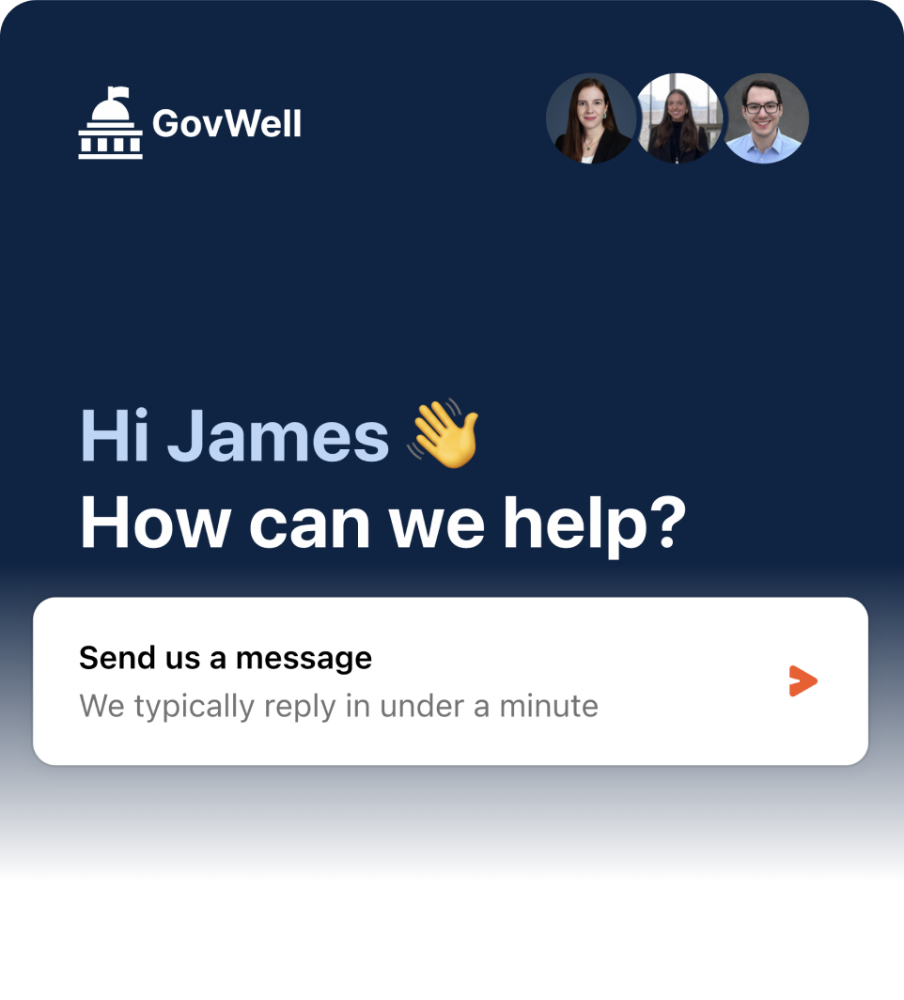 GovWell
Hi James 👋
How can we help?
Send us a message
We typically reply in under a minute